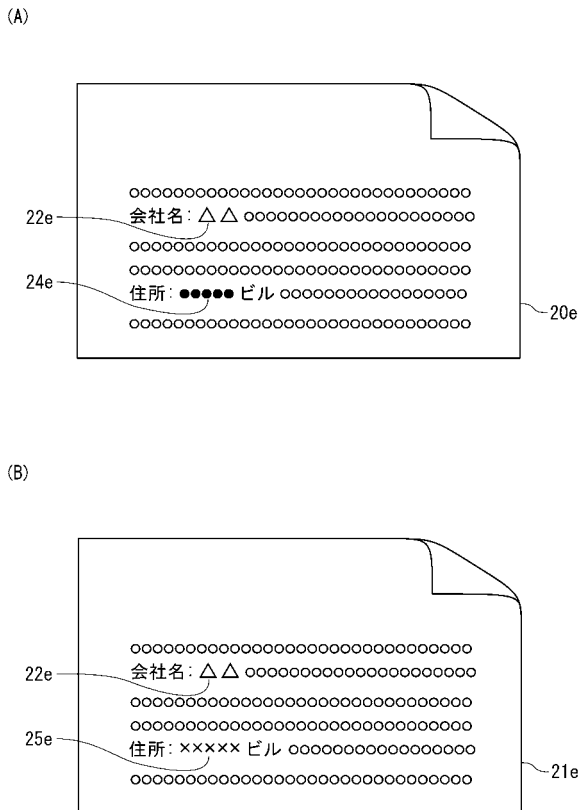 (A)
○○○○○○○○○○○○○○○○○○○○○○○○○○○○○○○
22e 会社名:△△○○○○○○○○○○○○○○○○○○○○○
○○○○○○○○○○○○○○○○○○○○○○○○○○○○○○○
○○○○○○○○○○○○○○○○○○○○○○○○○○○○○○○
24e 住所:●●●●●ビル○○○○○○○○○○○○○○○○○
20e
○○○○○○○○○○○○○○○○○○○○○○○○○○○○○○○
(B)
○○○○○○○○○○○○○○○○○○○○○○○○○○○○○○○
22e 会社名:△△○○○○○○○○○○○○○○○○○○○○○
○○○○○○○○○○○○○○○○○○○○○○○○○○○○○○○
○○○○○○○○○○○○○○○○○○○○○○○○○○○○○○○
25e 住所:×××××ビル○○○○○○○○○○○○○○○○○
21e
○○○○○○○○○○○○○○○○○○○○○○○○○○○○○○○